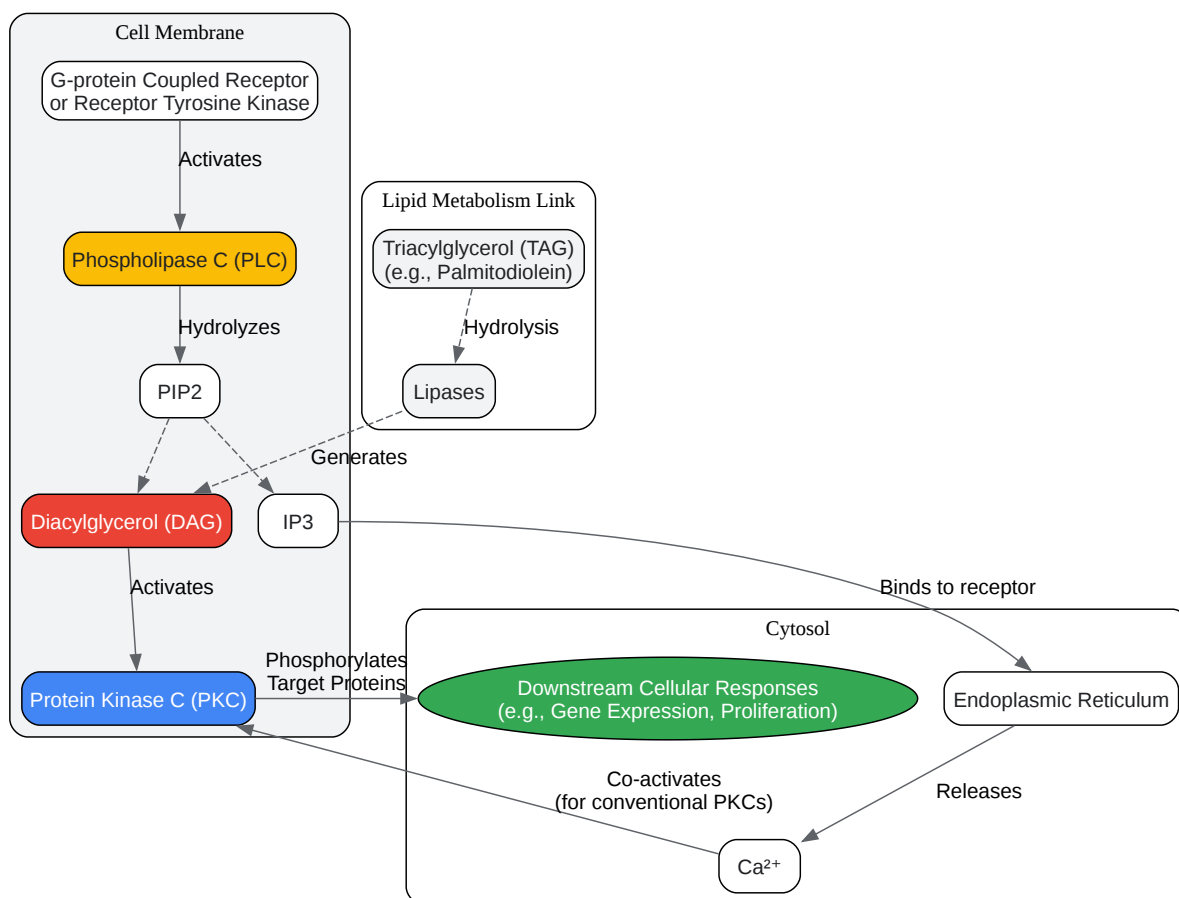 Cell Membrane
G-protein Coupled Receptor
or Receptor Tyrosine Kinase
Activates
Lipid Metabolism Link
Phospholipase C (PLC)
Triacylglycerol (TAG)
(e.g., Palmitodiolein)
Hydrolyzes
Hydrolysis
PIP2
Lipases
Generates
Diacylglycerol (DAG)
IP3
Activates
Binds to receptor
Cytosol
Phosphorylates
Target Proteins
Protein Kinase C (PKC)
Downstream Cellular Responses
(e.g., Gene Expression, Proliferation)
Endoplasmic Reticulum
Co-activates
(for conventional PKCs)
Releases
Ca²⁺